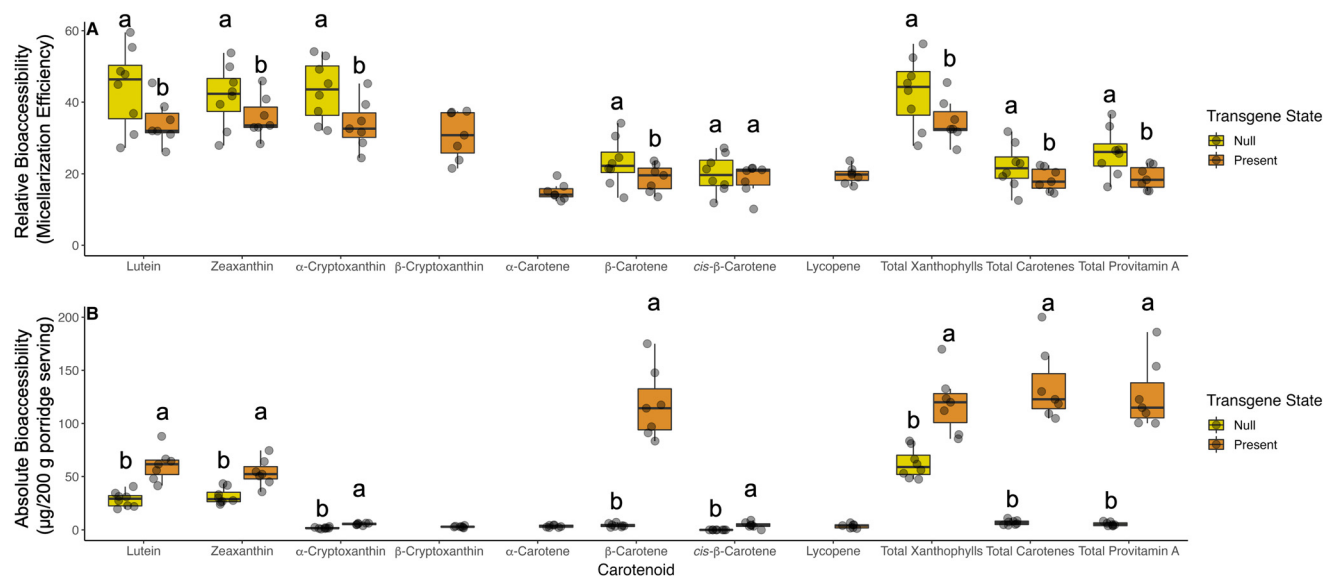 A
a a a a
b b b a a a b
b a b b
60
40
20
0
Relative Bioaccessibility
(Micellarization Efficiency)
Lutein Zeaxanthin α-Cryptoxanthin β-Cryptoxanthin α-Carotene β-Carotene cis-β-Carotene Lycopene Total Xanthophylls Total Carotenes Total Provitamin A
Transgene State
Null
Present
B
a a a a
a a b
b b b a b b a b b
200
150
100
50
0
Absolute Bioaccessibility
(µg/200 g porridge serving)
Lutein Zeaxanthin α-Cryptoxanthin β-Cryptoxanthin α-Carotene β-Carotene cis-β-Carotene Lycopene Total Xanthophylls Total Carotenes Total Provitamin A
Carotenoid
Transgene State
Null
Present